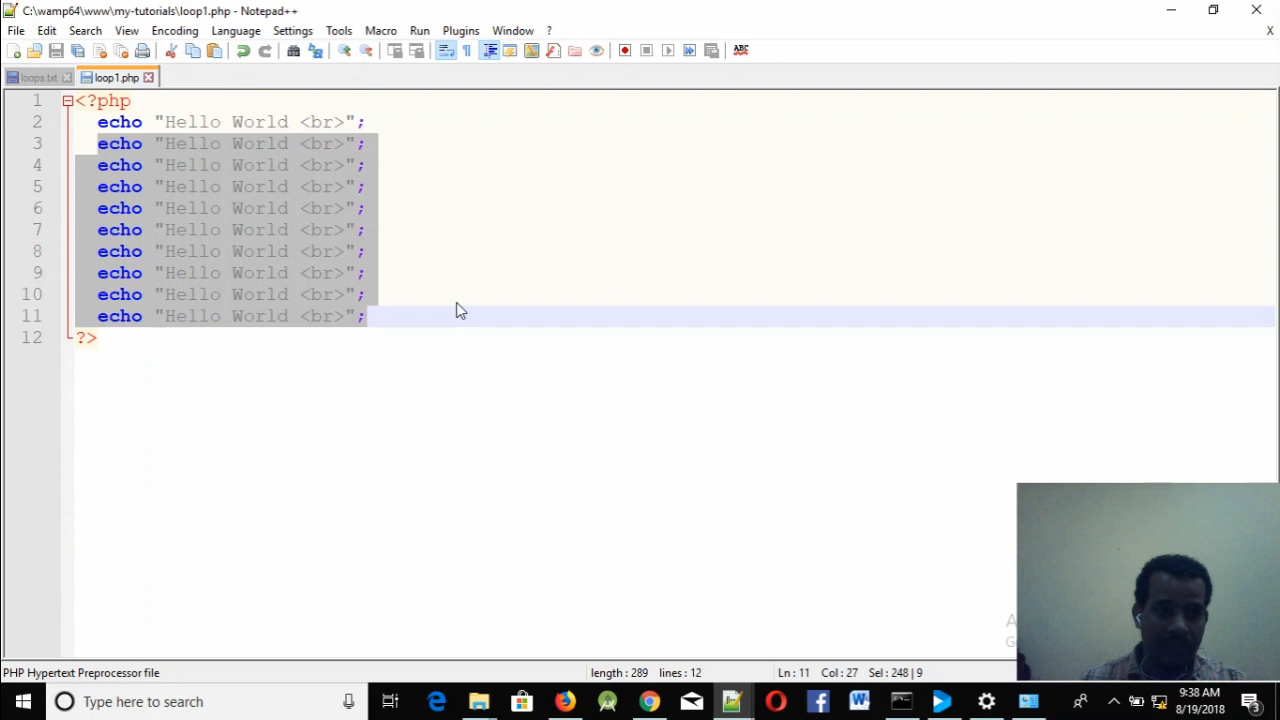 C:\wamp64\www\my-tutorials\loop1.php - Notepad++
File Edit Search View Encoding Language Settings Tools Macro Run Plugins Window ? X
ABC
loops.txt loop1.php
1 <?php
2 echo "Hello World <br>";
3 echo "Hello World <br>";
4 echo "Hello World <br>";
5 echo "Hello World <br>";
6 echo "Hello World <br>";
7 echo "Hello World <br>";
8 echo "Hello World <br>";
9 echo "Hello World <br>";
10 echo "Hello World <br>";
11 echo "Hello World <br>";
12 ?>
PHP Hypertext Preprocessor file length : 289 lines : 12 Ln : 11 Col : 27 Sel : 248 | 9
Type here to search
9:38 AM
8/19/2018
3